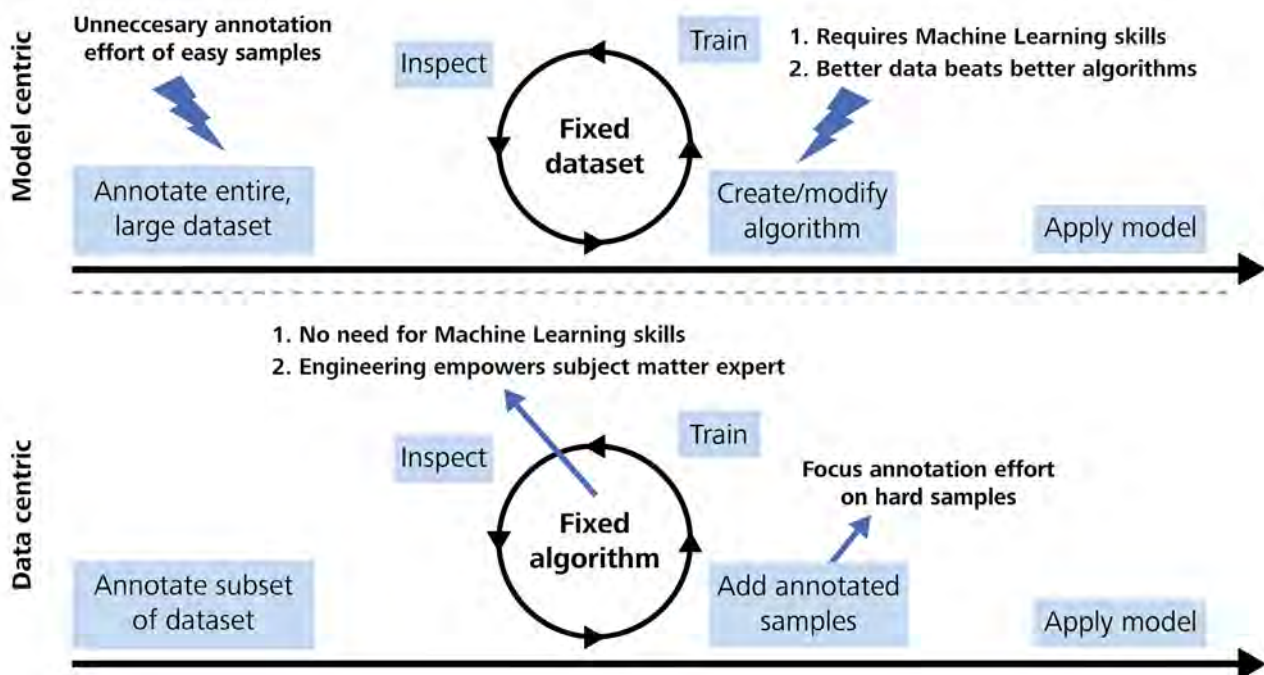 Model centric
Unneccesary annotation
effort of easy samples
Annotate entire,
large dataset
Inspect
Fixed
dataset
Train
1. Requires Machine Learning skills
2. Better data beats better algorithms
Create/modify
algorithm
Apply model
Data centric
1. No need for Machine Learning skills
2. Engineering empowers subject matter expert
Annotate subset
of dataset
Inspect
Fixed
algorithm
Train
Focus annotation effort
on hard samples
Add annotated
samples
Apply model